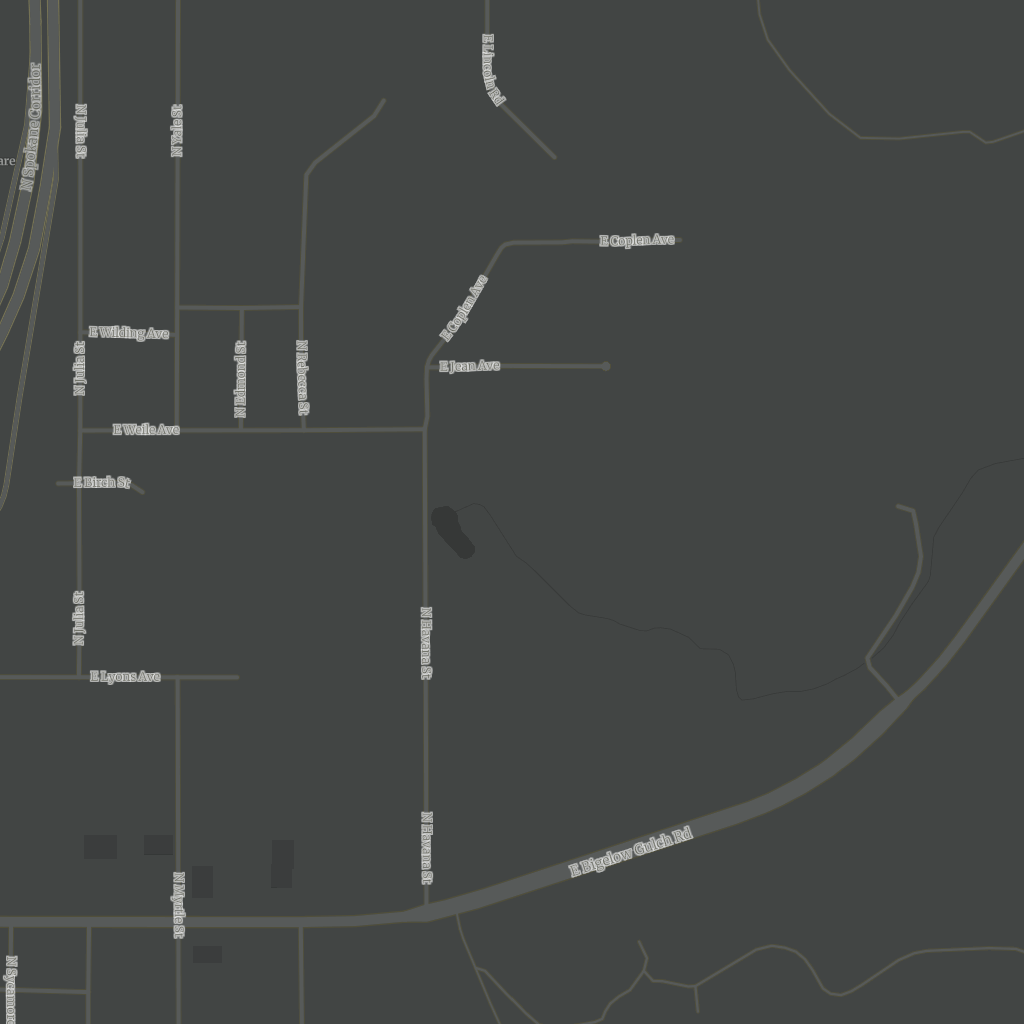 E Lincoln Rd
N Spokane Corridor
N Julia St
N Yale St
are
E Coplen Ave
E Coplen Ave
E Wilding Ave
N Julia St
N Edmond St
N Rebecca St
E Jean Ave
E Weile Ave
E Birch St
N Julia St
N Havana St
E Lyons Ave
N Havana St
E Bigelow Gulch Rd
N Myrtle St
N Sycamore